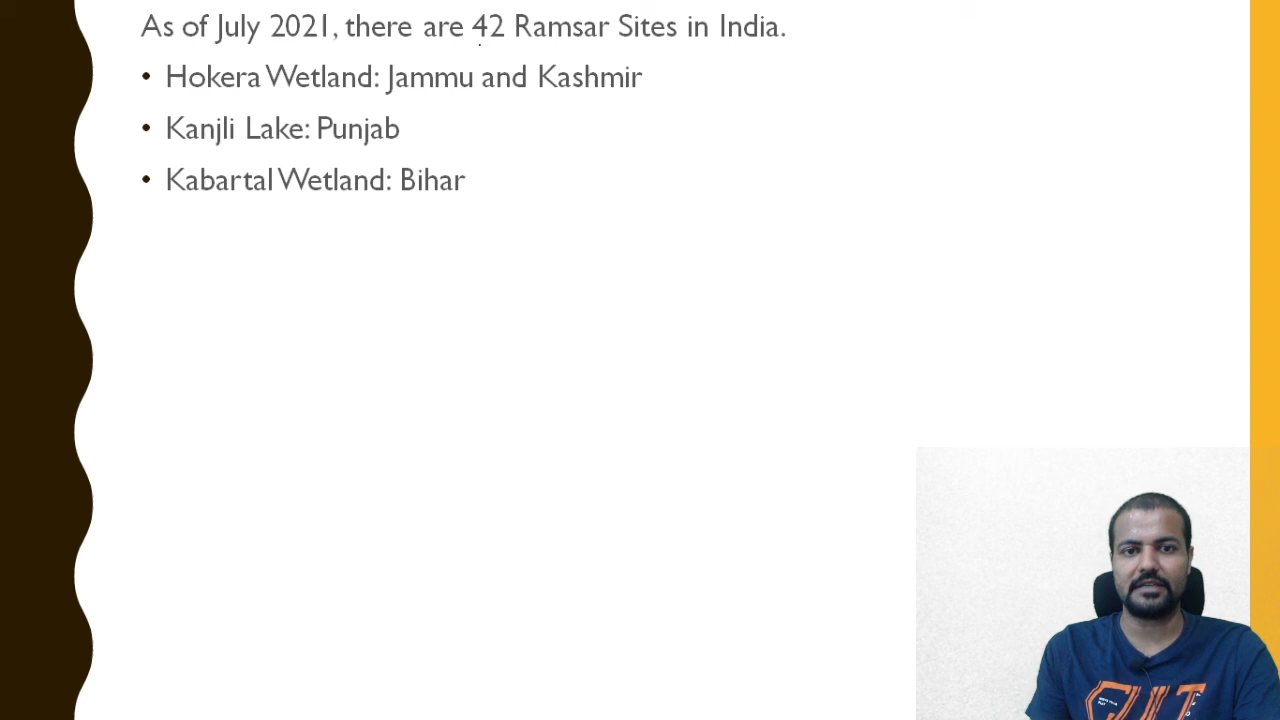 As of July 2021, there are 42 Ramsar Sites in India.
• Hokera Wetland: Jammu and Kashmir
• Kanjli Lake: Punjab
• Kabartal Wetland: Bihar
CULT